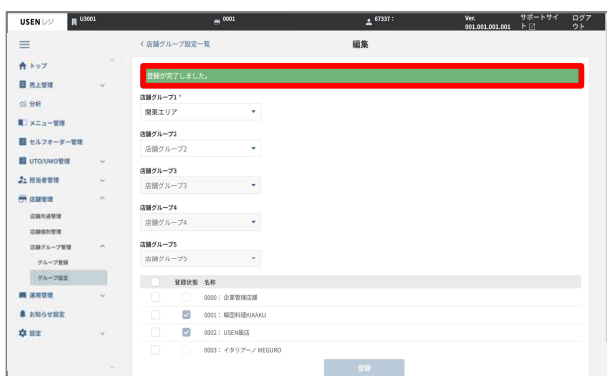 USENレジ U3001 0001 67337： Ver. 001.001.001.001 サポートサイト ログアウト
＜店舗グループ設定一覧 編集
登録が完了しました。
トップ
売上管理
分析
メニュー管理
セルフオーダー管理
UTO/UMO管理
担当者管理
店舗管理
店舗共通管理
店舗個別管理
店舗グループ管理
グループ登録
グループ設定
運用管理
お知らせ設定
設定
店舗グループ1 *
関東エリア
店舗グループ2
店舗グループ2
店舗グループ3
店舗グループ3
店舗グループ4
店舗グループ4
店舗グループ5
店舗グループ5
登録状態 名称
0000： 企業管理店舗
0001： 韓国料理KIKAKU
0002： USEN飯店
0003： イタリアーノ MEGURO
登録